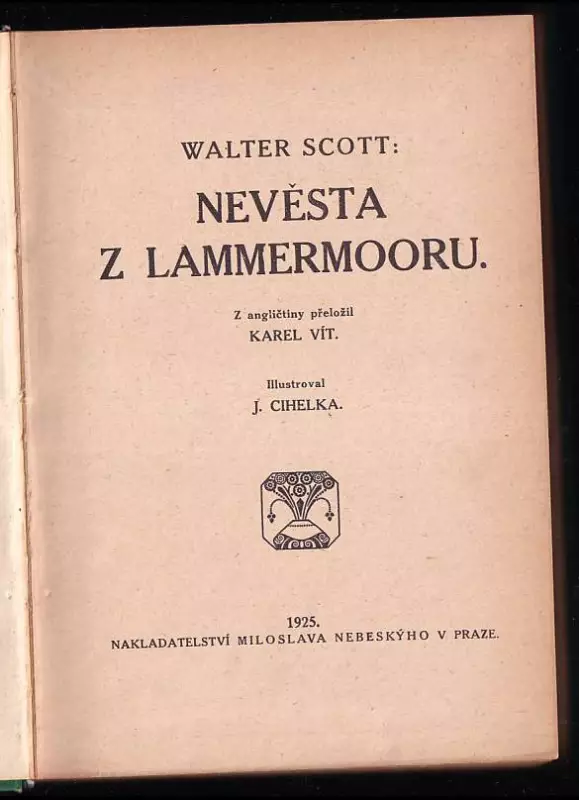 WALTER SCOTT:
NEVĚSTA
Z LAMMERMOORU.
Z angličtiny přeložil
KAREL VÍT.
Illustroval
J. CIHELKA.
1925.
NAKLADATELSTVÍ MILOSLAVA NEBESKÝHO V PRAZE.